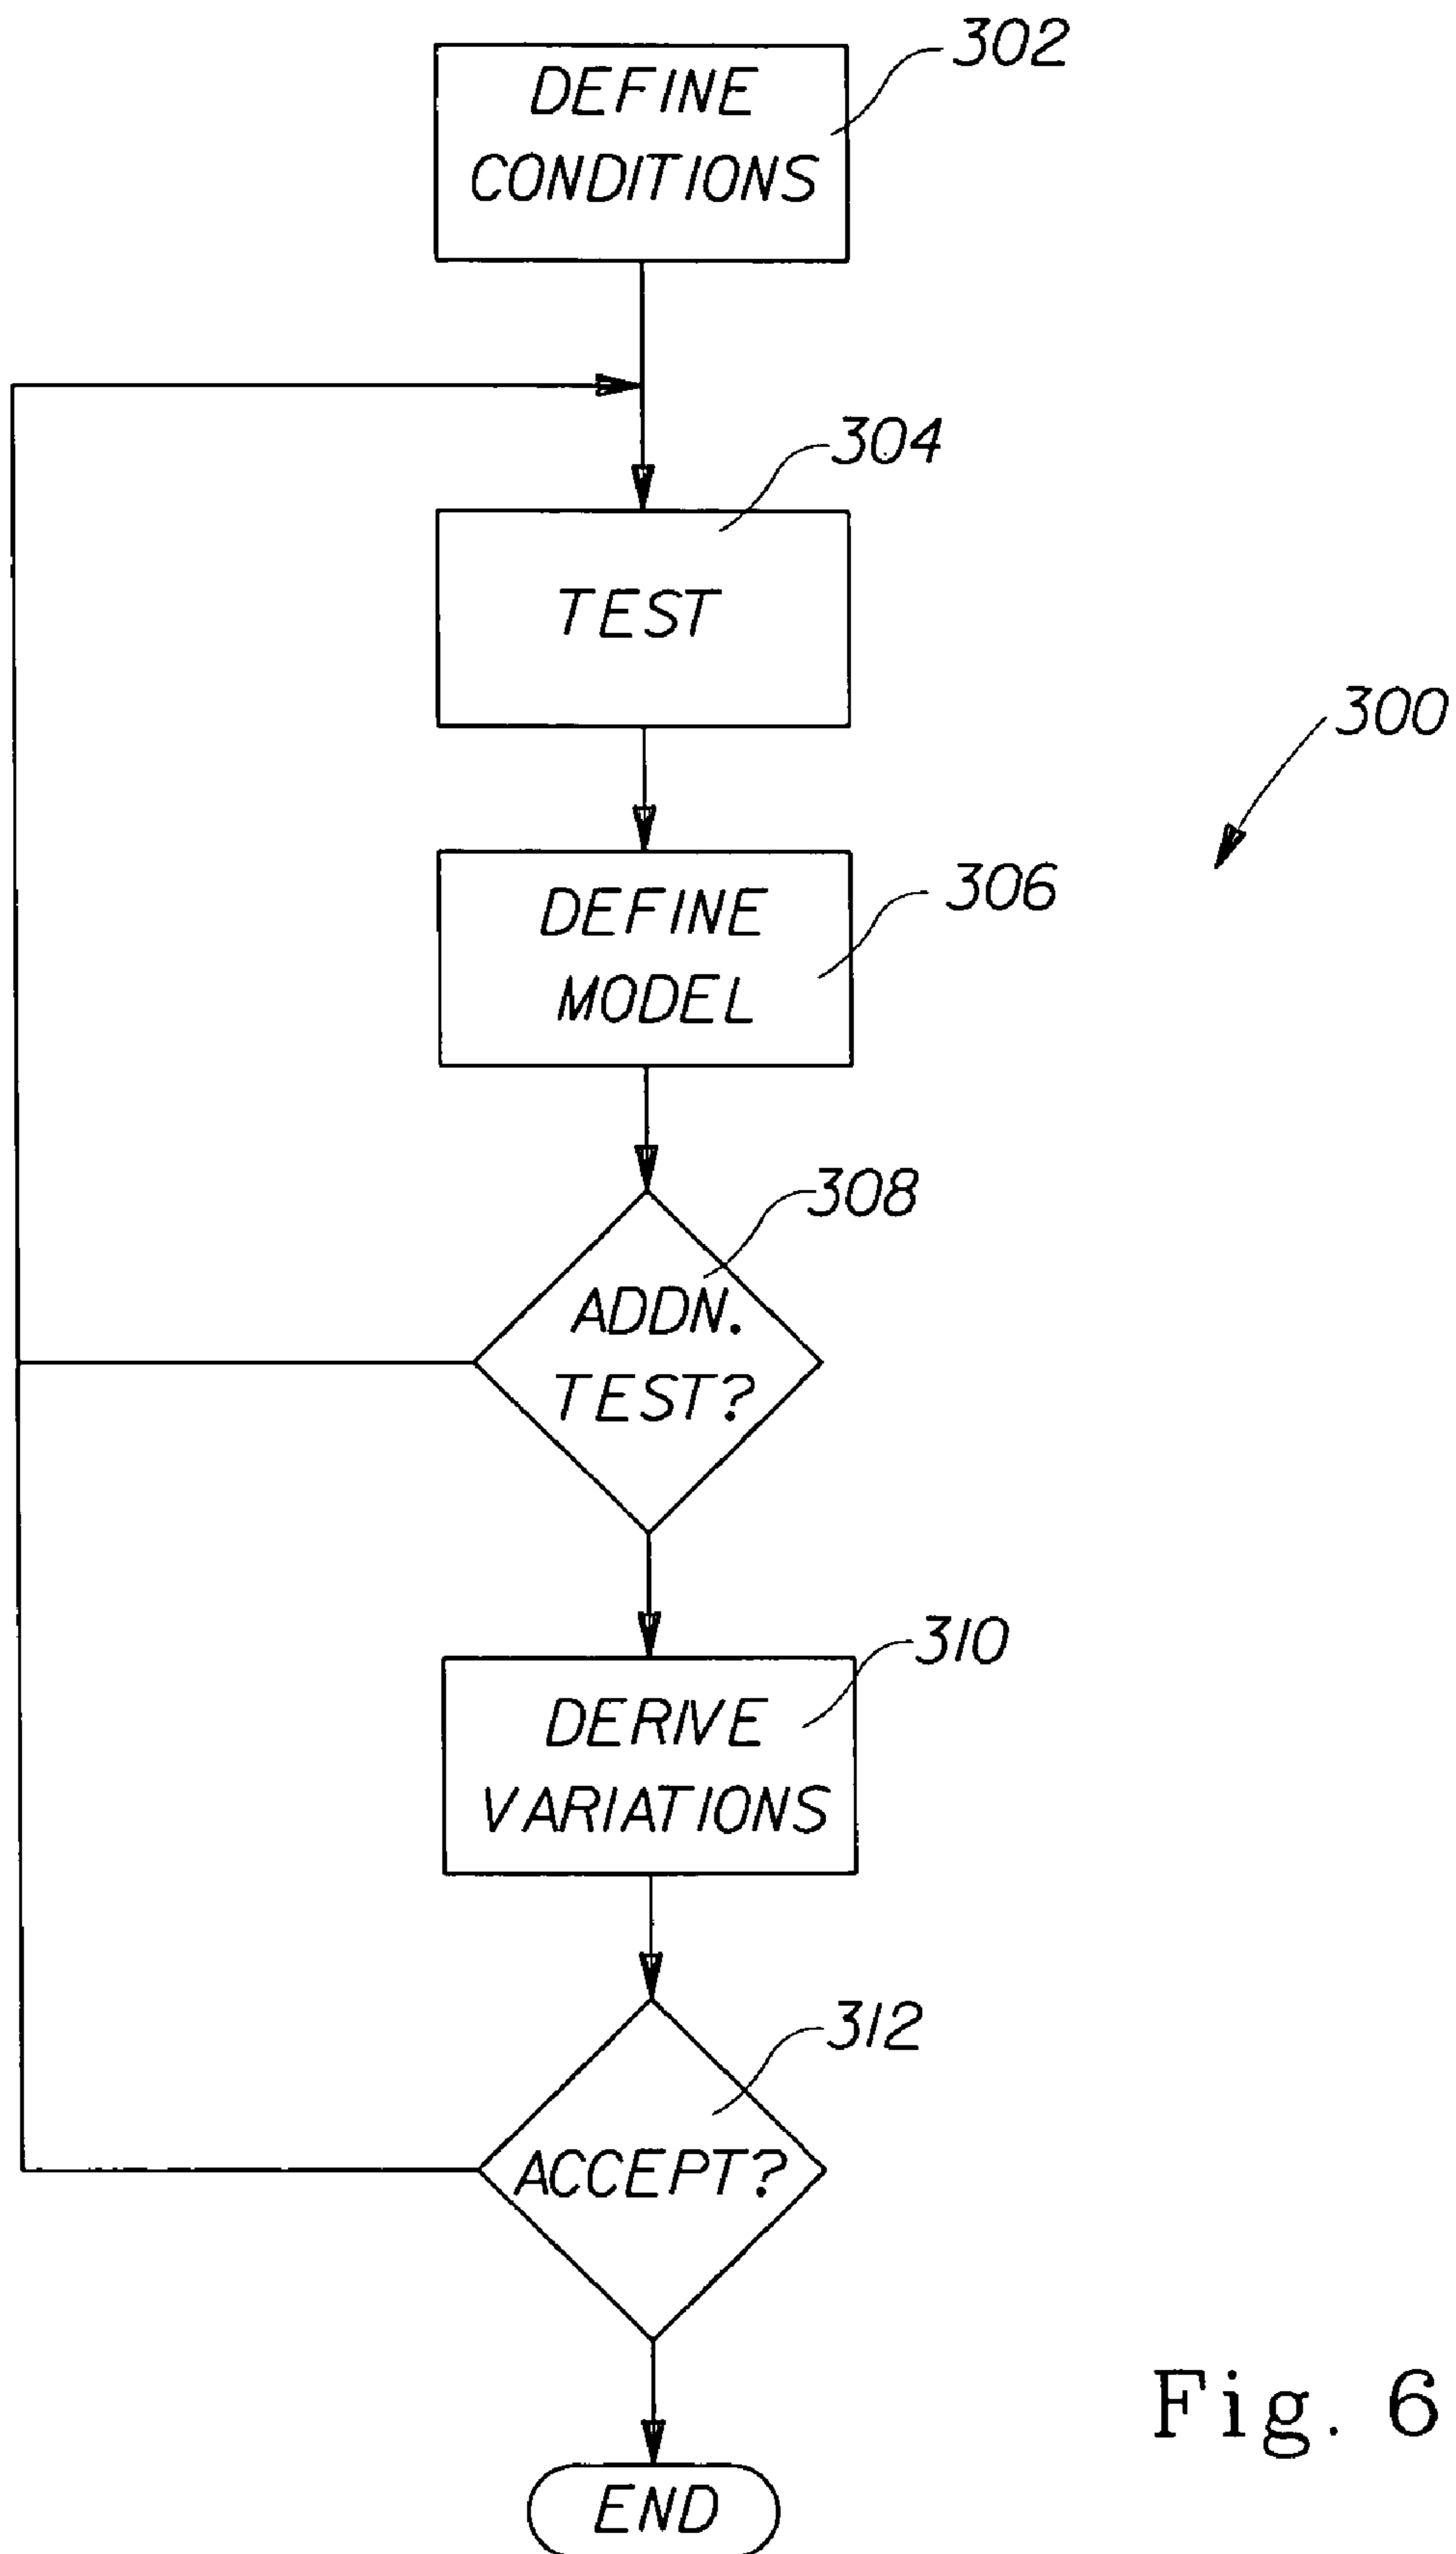 302
DEFINE
CONDITIONS
304
TEST
300
306
DEFINE
MODEL
308
ADDN.
TEST?
310
DERIVE
VARIATIONS
312
ACCEPT?
Fig. 6
END